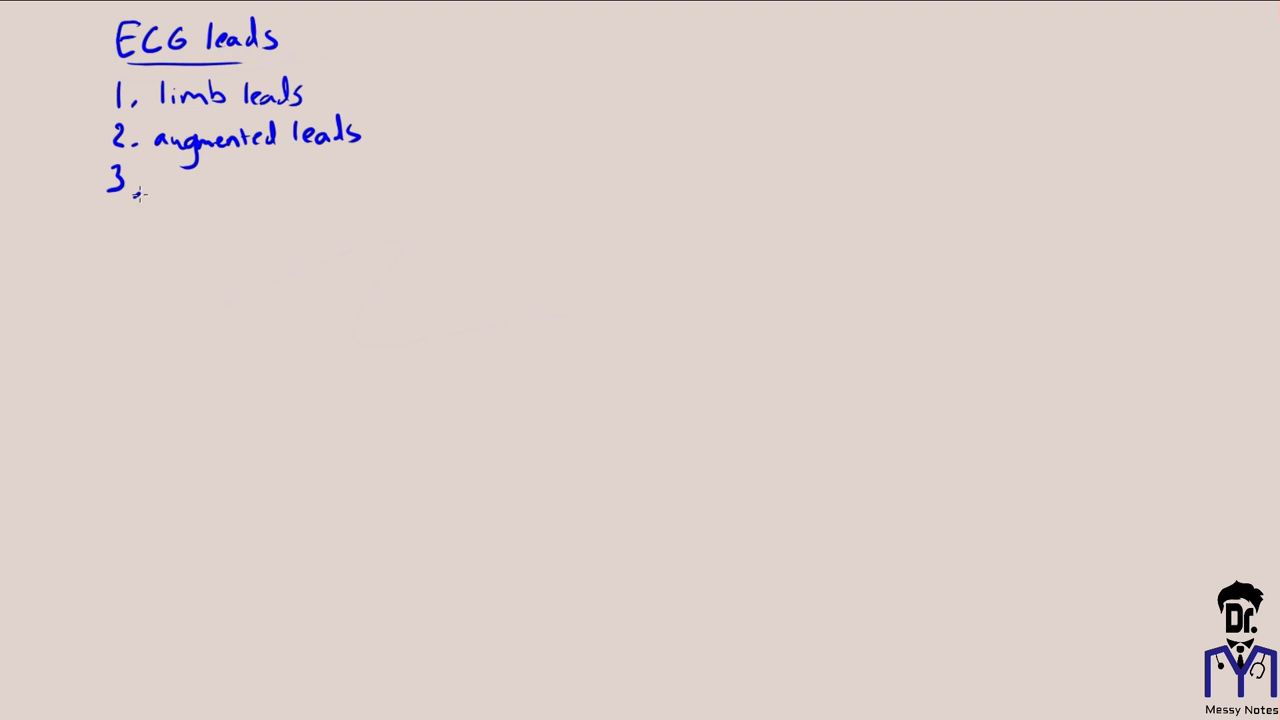 ECG leads
1. limb leads
2. augmented leads
3.
Dr.
Messy Notes